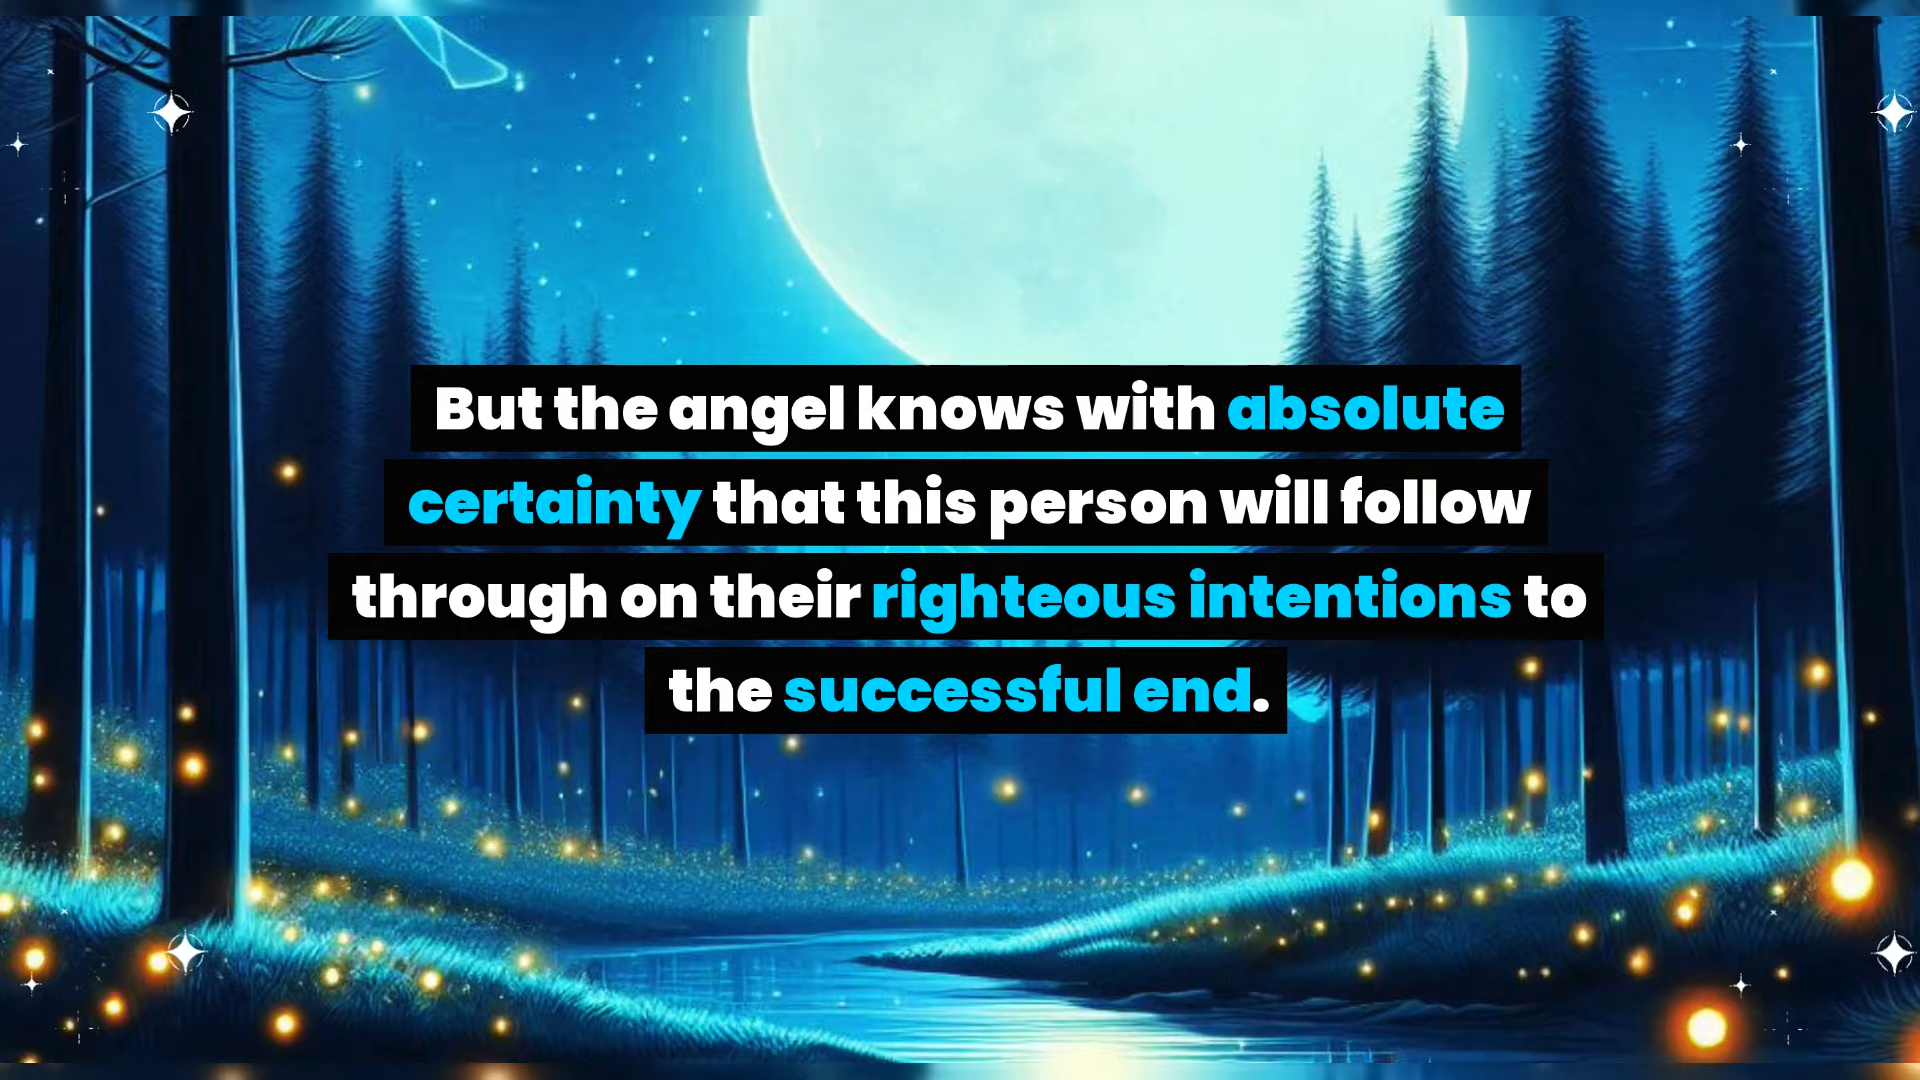 But the angel knows with absolute
certainty that this person will follow
through on their righteous intentions to
the successful end.